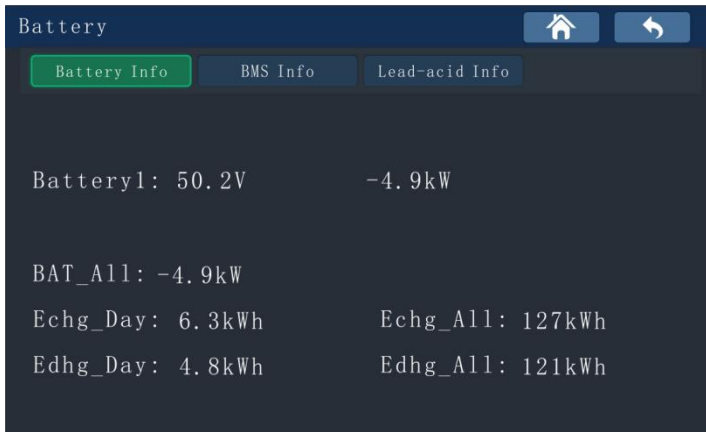 Battery
Battery Info BMS Info Lead-acid Info
Battery1: 50.2V -4.9kW
BAT_All: -4.9kW
Echg_Day: 6.3kWh Echg_All: 127kWh
Edhg_Day: 4.8kWh Edhg_All: 121kWh